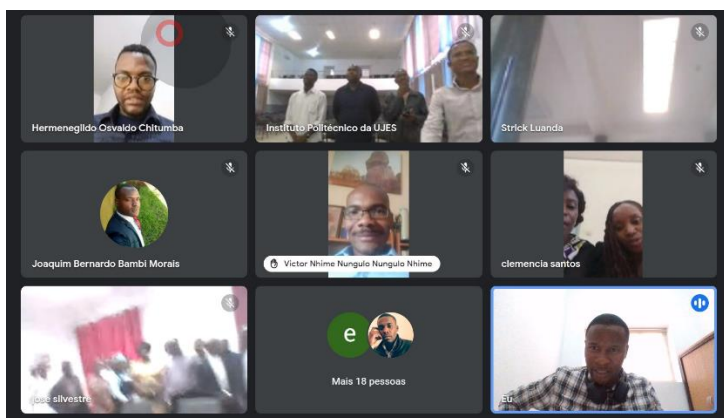 Hermenegildo Osvaldo Chitumba
Instituto Politécnico da UJES
Strick Luanda
Joaquim Bernardo Bambi Morais
Victor Nhime Nungulo Nungulo Nhime
clemencia santos
jose silvestre
e
Mais 18 pessoas
Eu